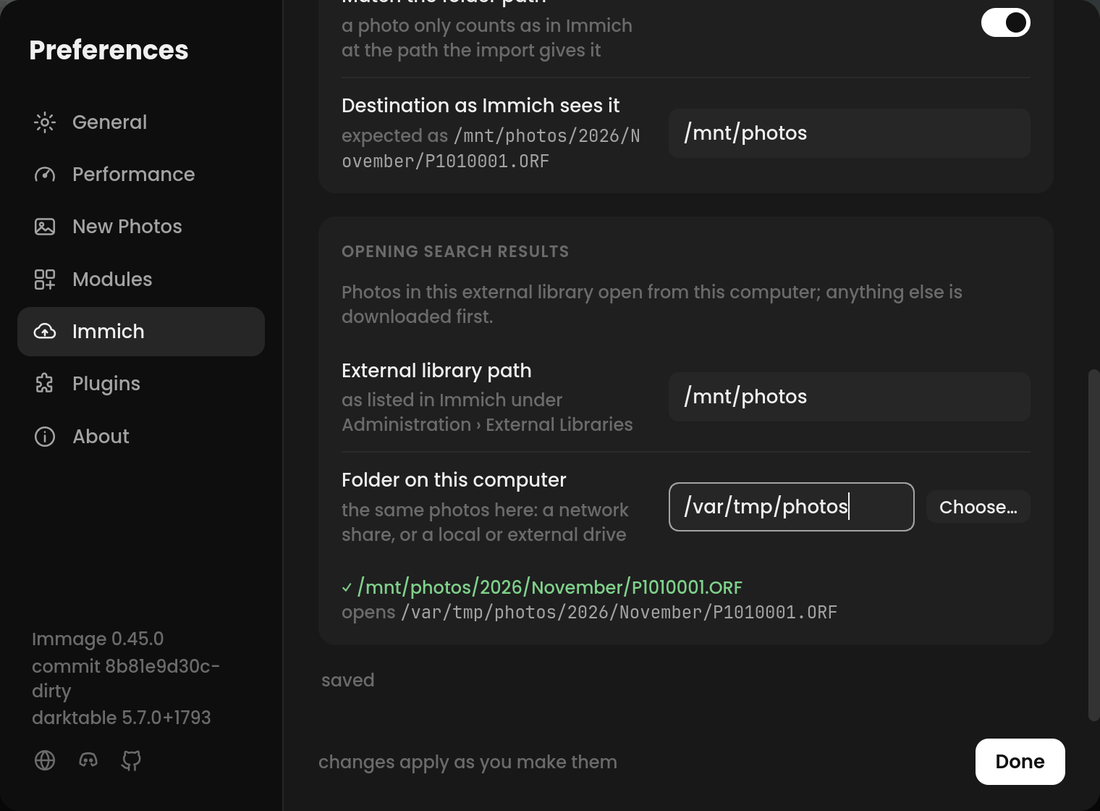 Preferences
General
Performance
New Photos
Modules
Immich
Plugins
About
Immage 0.45.0
commit 8b81e9d30c-
dirty
darktable 5.7.0+1793
Match the folder path
a photo only counts as in Immich
at the path the import gives it
Destination as Immich sees it
expected as /mnt/photos/2026/N
ovember/P1010001.ORF
/mnt/photos
OPENING SEARCH RESULTS
Photos in this external library open from this computer; anything else is
downloaded first.
External library path
as listed in Immich under
Administration › External Libraries
/mnt/photos
Folder on this computer
the same photos here: a network
share, or a local or external drive
/var/tmp/photos
Choose...
✓ /mnt/photos/2026/November/P1010001.ORF
opens /var/tmp/photos/2026/November/P1010001.ORF
saved
changes apply as you make them
Done